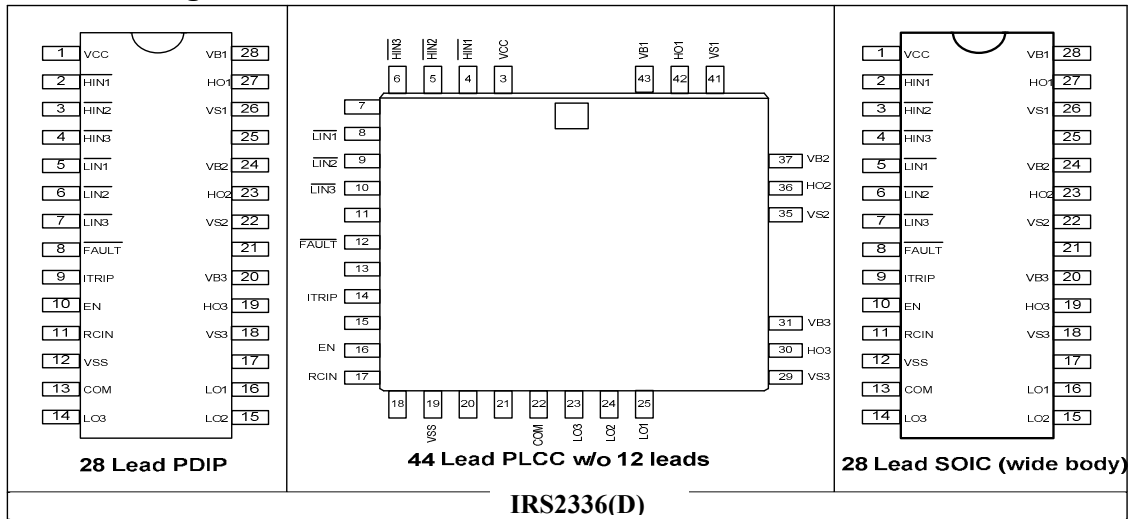 1 VCC VB1 28
2 HIN1 HO1 27
3 HIN2 VS1 26
4 HIN3 25
5 LIN1 VB2 24
6 LIN2 HO2 23
7 LIN3 VS2 22
8 FAULT 21
9 ITRIP VB3 20
10 EN HO3 19
11 RCIN VS3 18
12 VSS 17
13 COM LO1 16
14 LO3 LO2 15
28 Lead PDIP
HIN3 HIN2 HIN1 VCC VB1 HO1 VS1
6 5 4 3 43 42 41
7
LIN1 8
LIN2 9
37 VB2
LIN3 10
36 HO2
11
35 VS2
FAULT 12
13
ITRIP 14
15
31 VB3
EN 16
30 HO3
RCIN 17
29 VS3
18 19 20 21 22 23 24 25
VSS COM LO3 LO2 LO1
44 Lead PLCC w/o 12 leads
1 VCC VB1 28
2 HIN1 HO1 27
3 HIN2 VS1 26
4 HIN3 25
5 LIN1 VB2 24
6 LIN2 HO2 23
7 LIN3 VS2 22
8 FAULT 21
9 ITRIP VB3 20
10 EN HO3 19
11 RCIN VS3 18
12 VSS 17
13 COM LO1 16
14 LO3 LO2 15
28 Lead SOIC (wide body)
IRS2336(D)